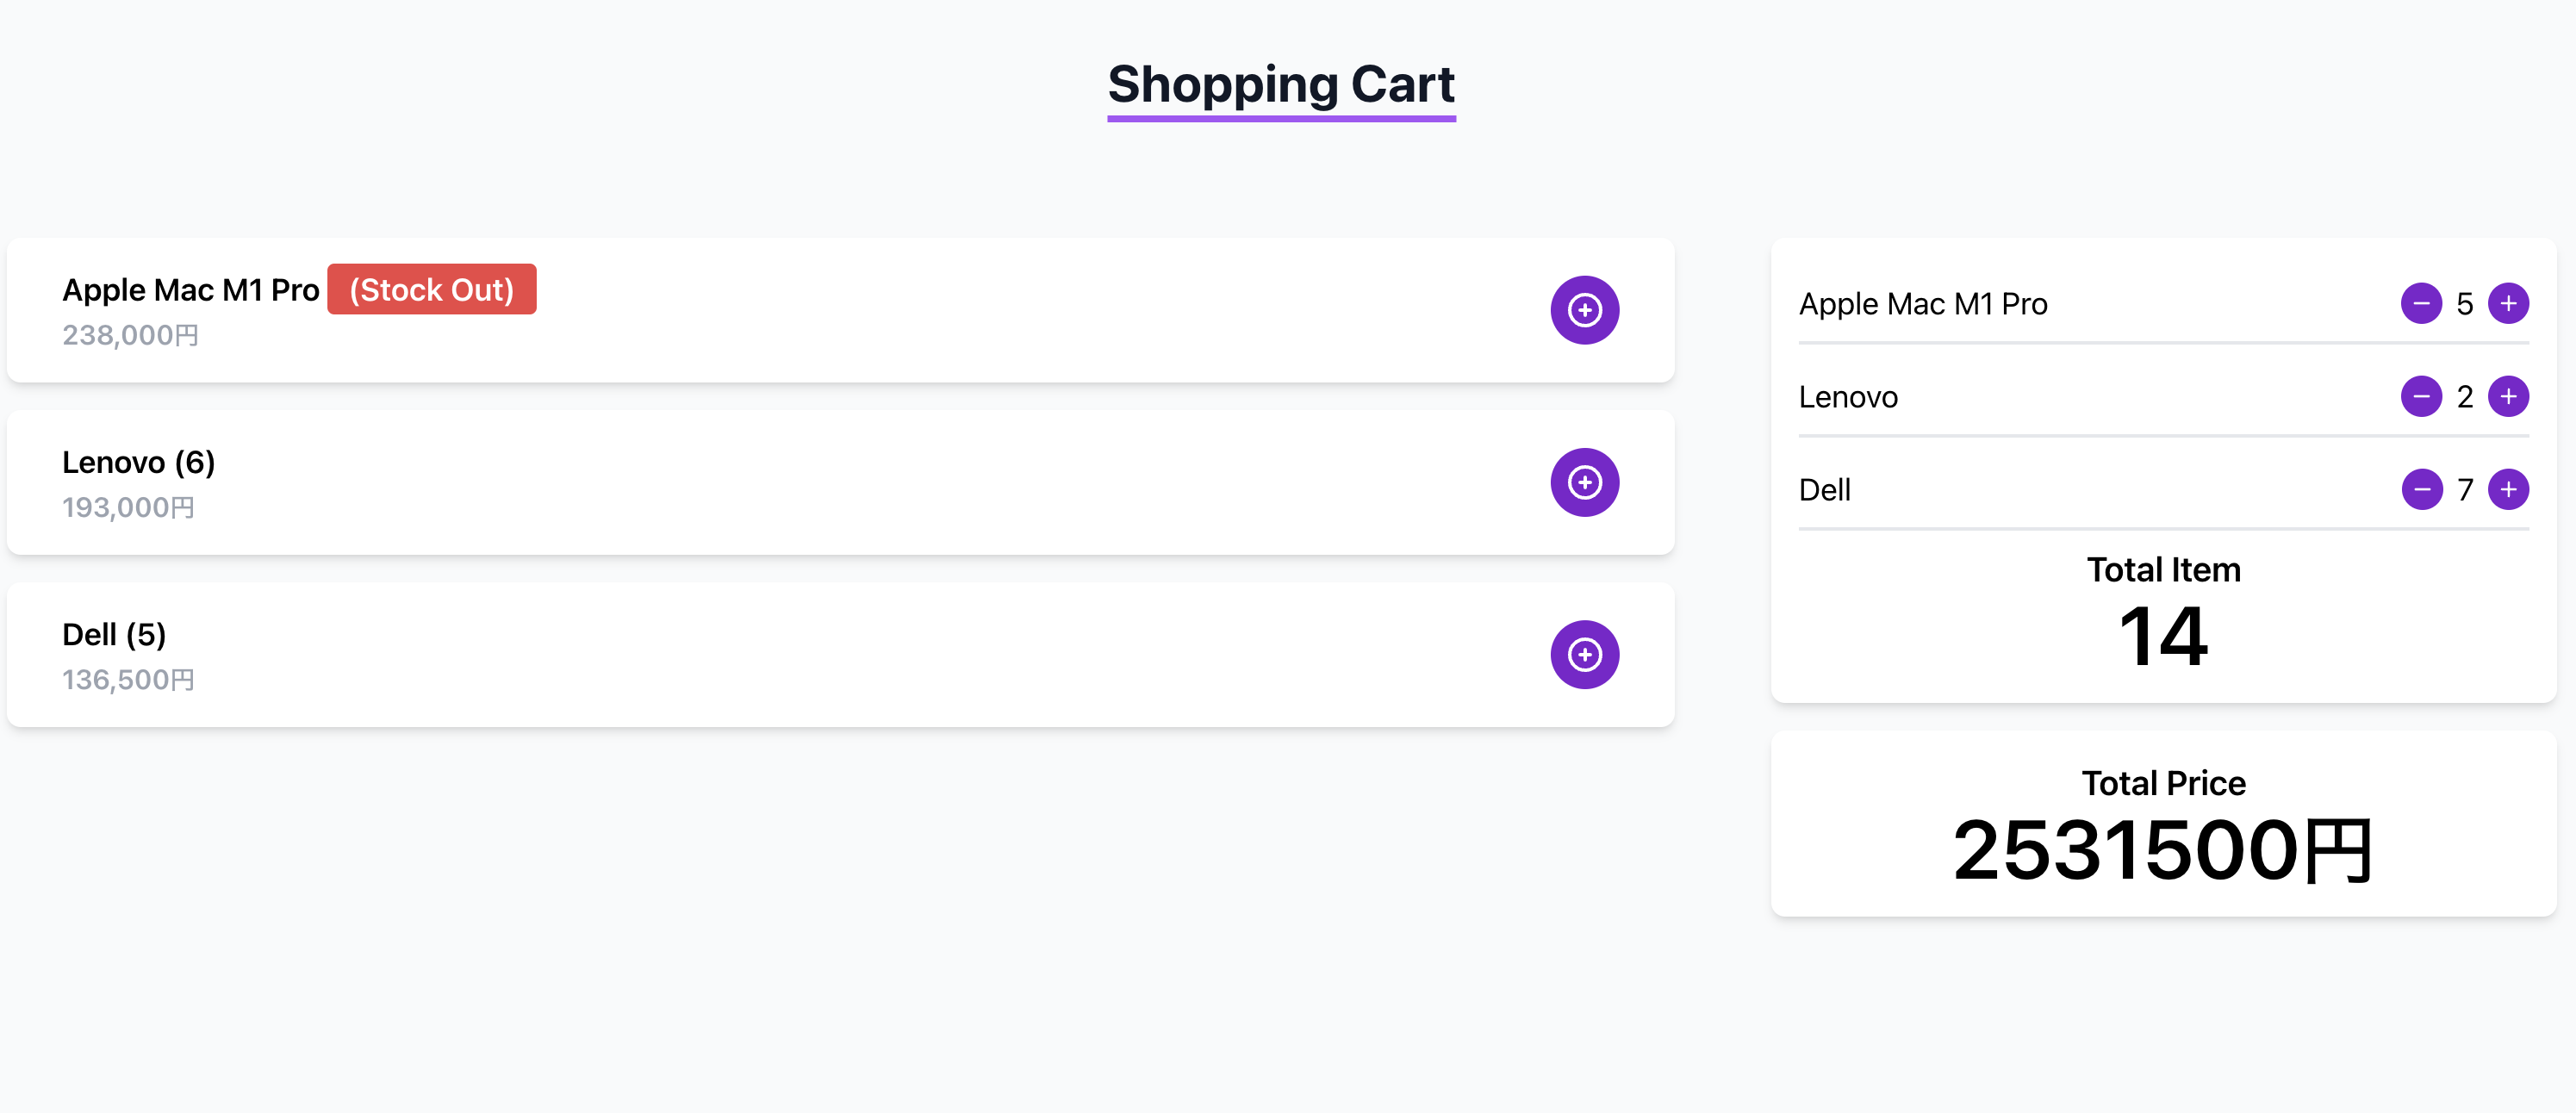 Shopping Cart
Apple Mac M1 Pro (Stock Out)
238,000円
Lenovo (6)
193,000円
Dell (5)
136,500円
Apple Mac M1 Pro 5
Lenovo 2
Dell 7
Total Item
14
Total Price
2531500円